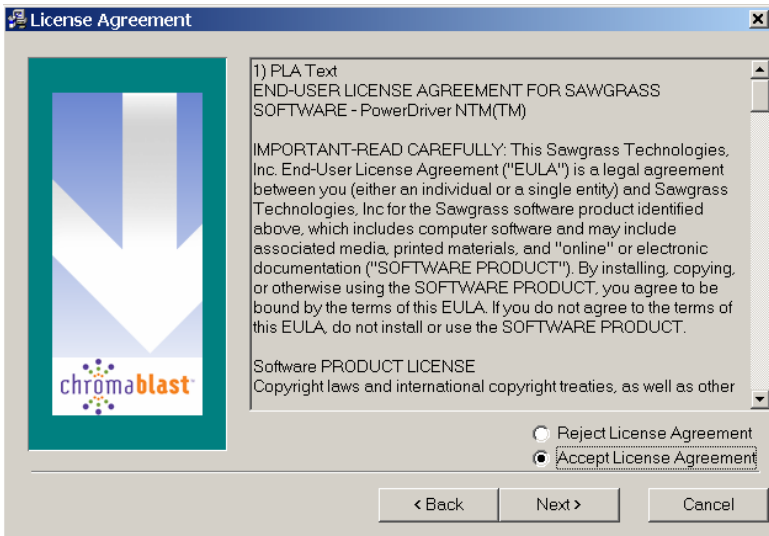 License Agreement
1) PLA Text
END-USER LICENSE AGREEMENT FOR SAWGRASS
SOFTWARE - PowerDriver NTM(TM)
IMPORTANT-READ CAREFULLY: This Sawgrass Technologies,
Inc. End-User License Agreement ("EULA") is a legal agreement
between you (either an individual or a single entity) and Sawgrass
Technologies, Inc for the Sawgrass software product identified
above, which includes computer software and may include
associated media, printed materials, and "online" or electronic
documentation ("SOFTWARE PRODUCT"). By installing, copying,
or otherwise using the SOFTWARE PRODUCT, you agree to be
bound by the terms of this EULA. If you do not agree to the terms of
this EULA, do not install or use the SOFTWARE PRODUCT.
Software PRODUCT LICENSE
Copyright laws and international copyright treaties, as well as other
chromablast
Reject License Agreement
Accept License Agreement
< Back
Next >
Cancel